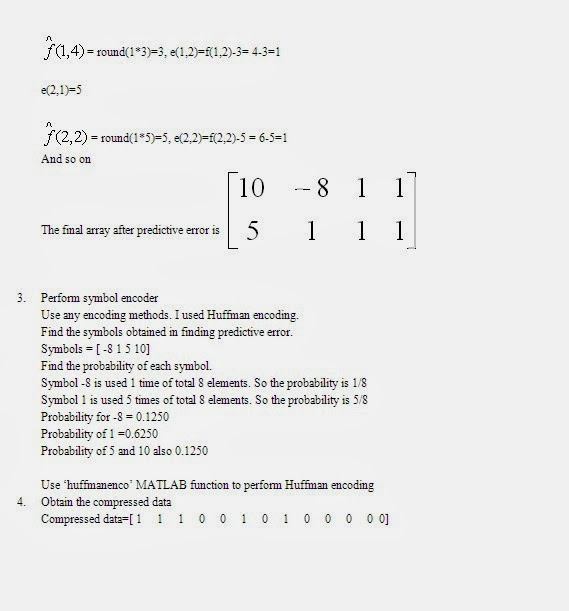 f̂(1,4) = round(1*3)=3, e(1,2)=f(1,2)-3= 4-3=1
e(2,1)=5
f̂(2,2) = round(1*5)=5, e(2,2)=f(2,2)-5 = 6-5=1
And so on
10 -8 1 1
The final array after predictive error is
5 1 1 1
3. Perform symbol encoder
Use any encoding methods. I used Huffman encoding.
Find the symbols obtained in finding predictive error.
Symbols = [ -8 1 5 10]
Find the probability of each symbol.
Symbol -8 is used 1 time of total 8 elements. So the probability is 1/8
Symbol 1 is used 5 times of total 8 elements. So the probability is 5/8
Probability for -8 = 0.1250
Probability of 1 =0.6250
Probability of 5 and 10 also 0.1250
Use ‘huffmanenco’ MATLAB function to perform Huffman encoding
4. Obtain the compressed data
Compressed data=[ 1 1 1 0 0 1 0 1 0 0 0 0 0]